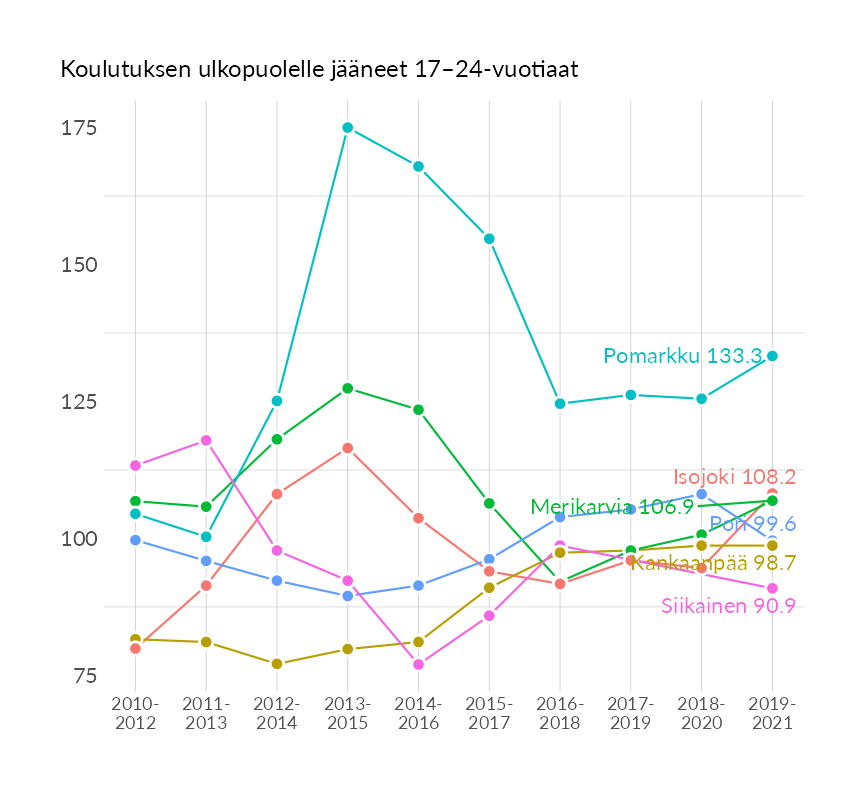 Koulutuksen ulkopuolelle jääneet 17–24-vuotiaat
175
150
Pomarkku 133.3
125
Isojoki 108.2
Merikarvia 106.9
Pori 99.6
100
Kankaanpää 98.7
Siikainen 90.9
75
2010- 2011- 2012- 2013- 2014- 2015- 2016- 2017- 2018- 2019-
2012 2013 2014 2015 2016 2017 2018 2019 2020 2021